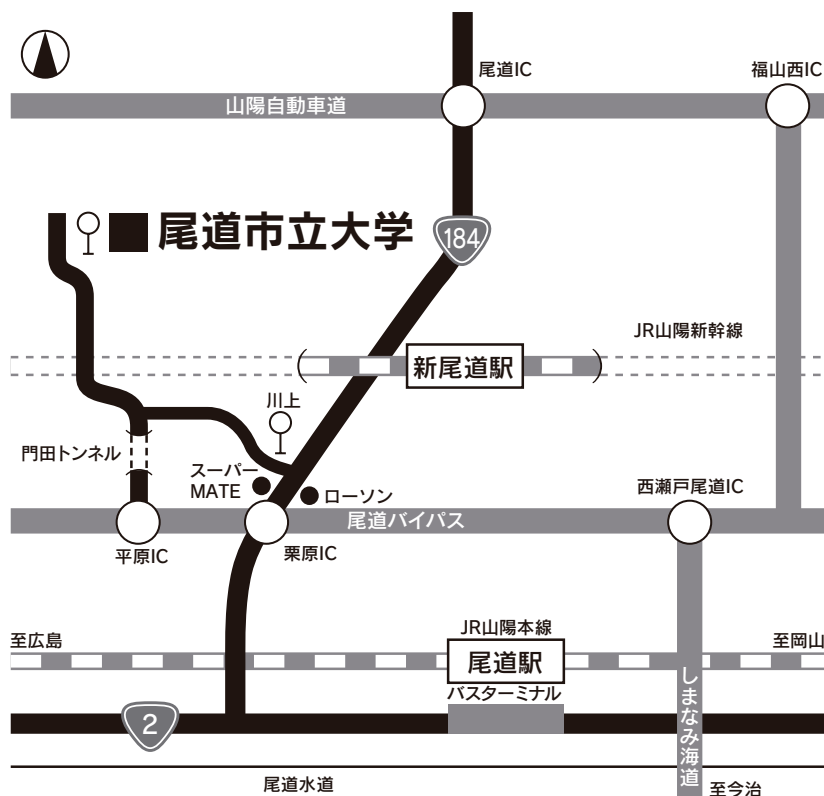 尾道IC
福山西IC
山陽自動車道
尾道市立大学
184
JR山陽新幹線
新尾道駅
川上
門田トンネル
スーパー
MATE
ローソン
西瀬戸尾道IC
尾道バイパス
平原IC
栗原IC
至広島
JR山陽本線
至岡山
尾道駅
バスターミナル
しまなみ海道
2
尾道水道
至今治